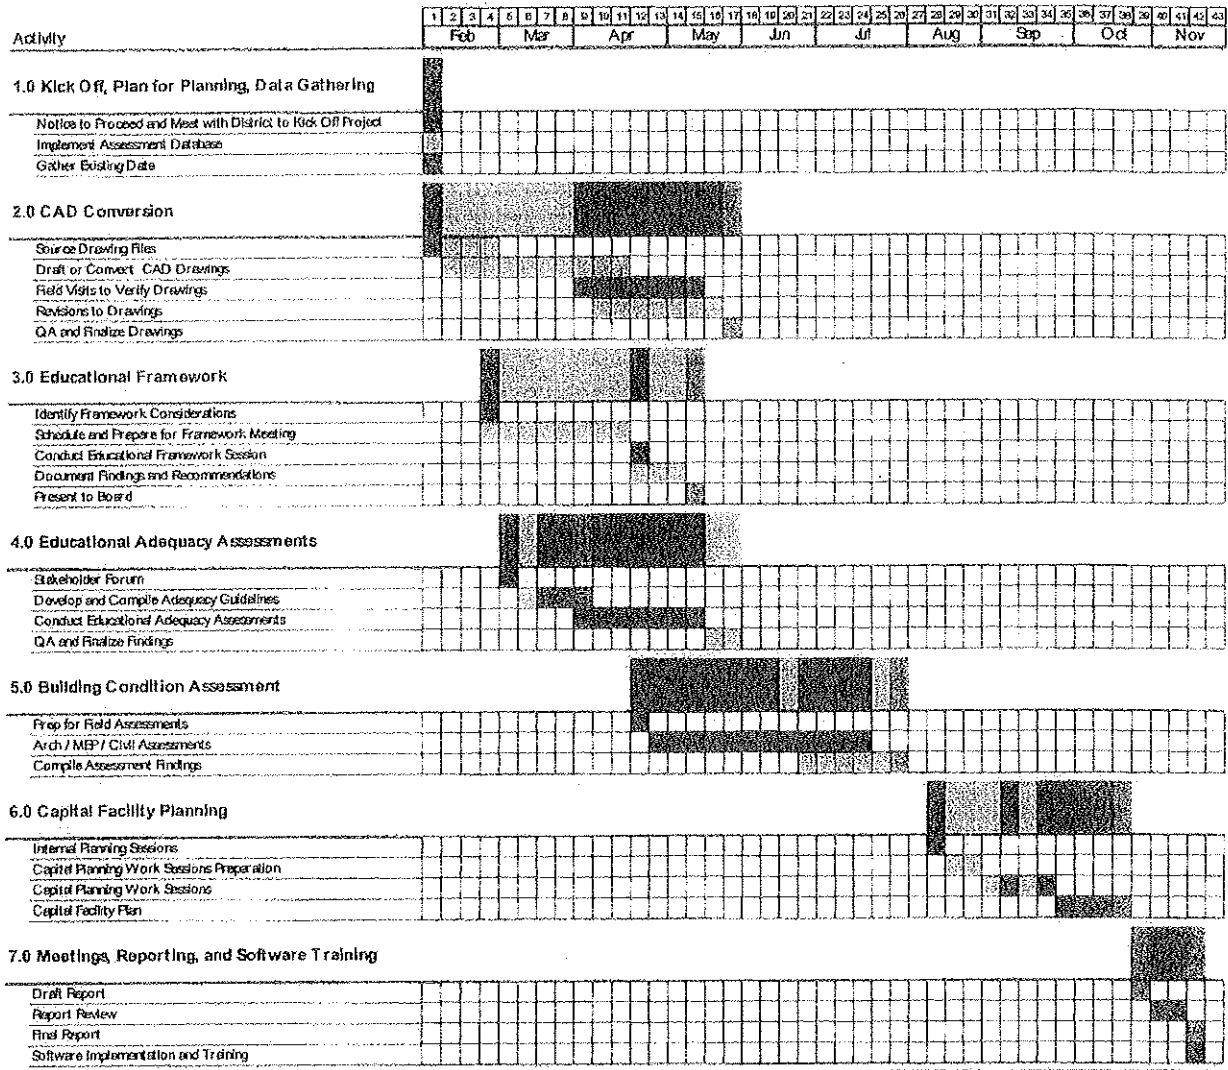 1 2 3 4 5 6 7 8 9 10 11 12 13 14 15 16 17 18 19 20 21 22 23 24 25 26 27 28 29 30 31 32 33 34 35 36 37 38 39 40 41 42 43
Activity Feb Mar Apr May Jun Jul Aug Sep Oct Nov
1.0 Kick Off, Plan for Planning, Data Gathering
Notice to Proceed and Meet with District to Kick Off Project
Implement Assessment Database
Gather Existing Data
2.0 CAD Conversion
Source Drawing Files
Draft or Convert CAD Drawings
Field Visits to Verify Drawings
Revisions to Drawings
QA and Finalize Drawings
3.0 Educational Framework
Identify Framework Considerations
Schedule and Prepare for Framework Meeting
Conduct Educational Framework Session
Document Findings and Recommendations
Present to Board
4.0 Educational Adequacy Assessments
Stakeholder Forum
Develop and Compile Adequacy Guidelines
Conduct Educational Adequacy Assessments
QA and Finalize Findings
5.0 Building Condition Assessment
Prep for Field Assessments
Arch / MEP / Civil Assessments
Compile Assessment Findings
6.0 Capital Facility Planning
Internal Planning Sessions
Capital Planning Work Sessions Preparation
Capital Planning Work Sessions
Capital Facility Plan
7.0 Meetings, Reporting, and Software Training
Draft Report
Report Review
Final Report
Software Implementation and Training